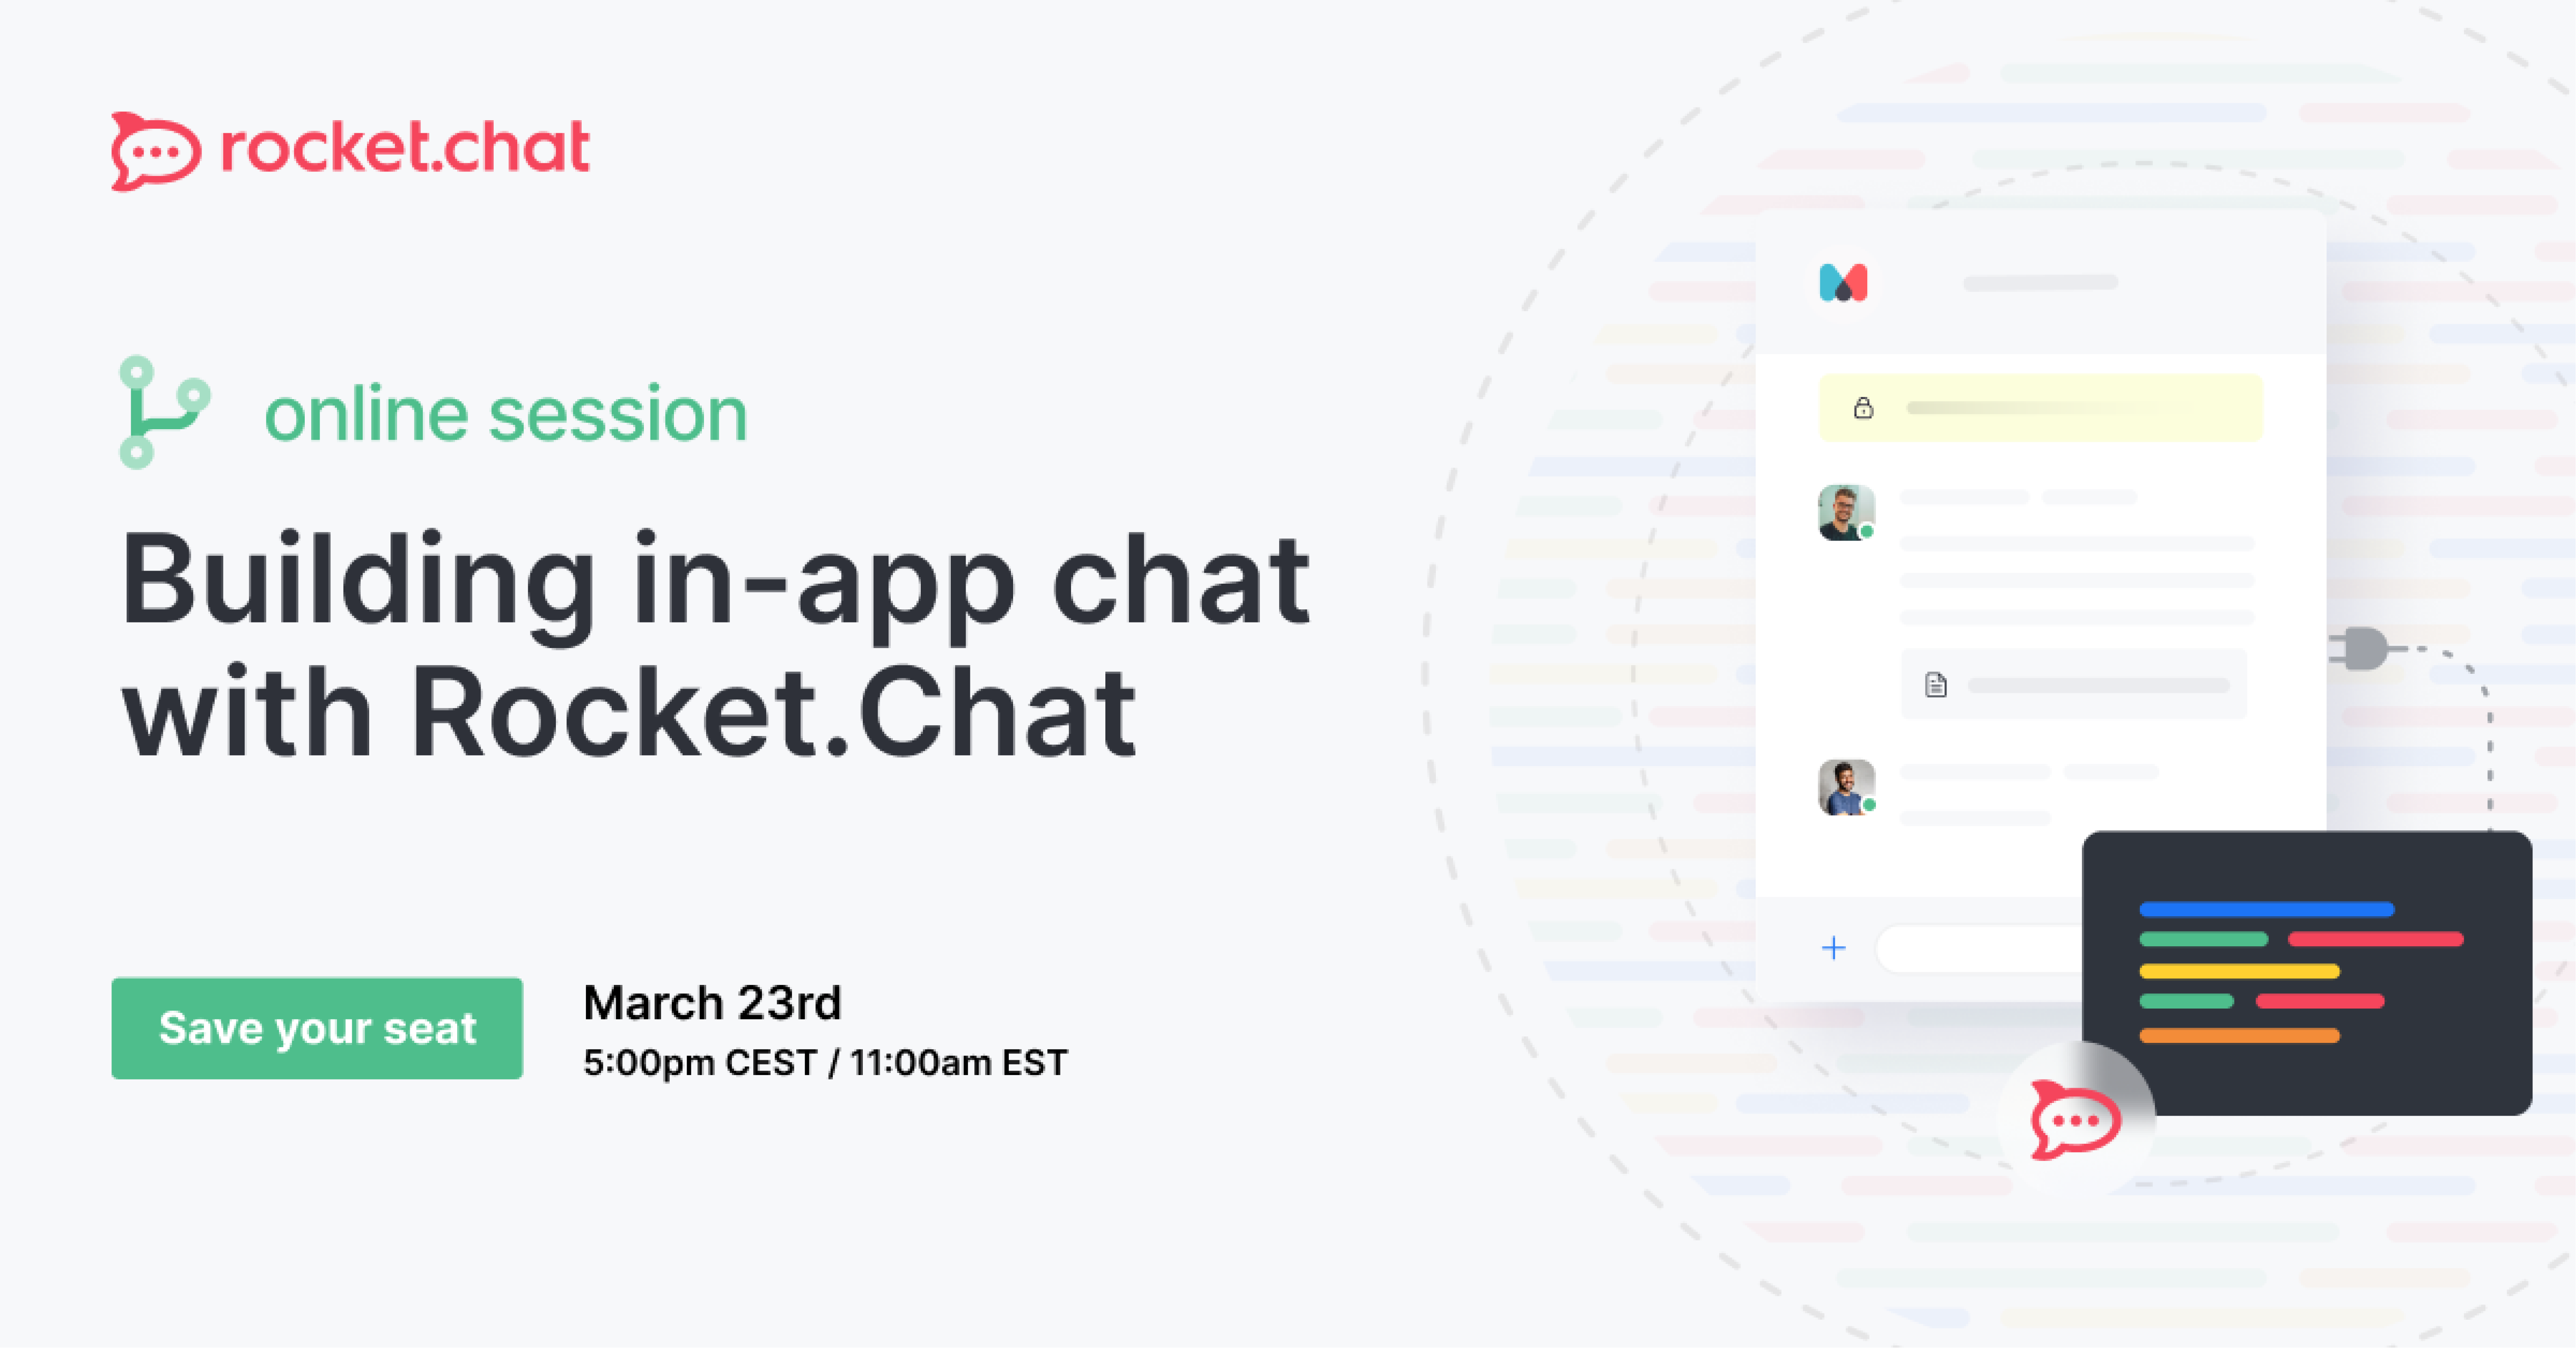 rocket.chat
online session
Building in-app chat
with Rocket.Chat
Save your seat
March 23rd
5:00pm CEST / 11:00am EST